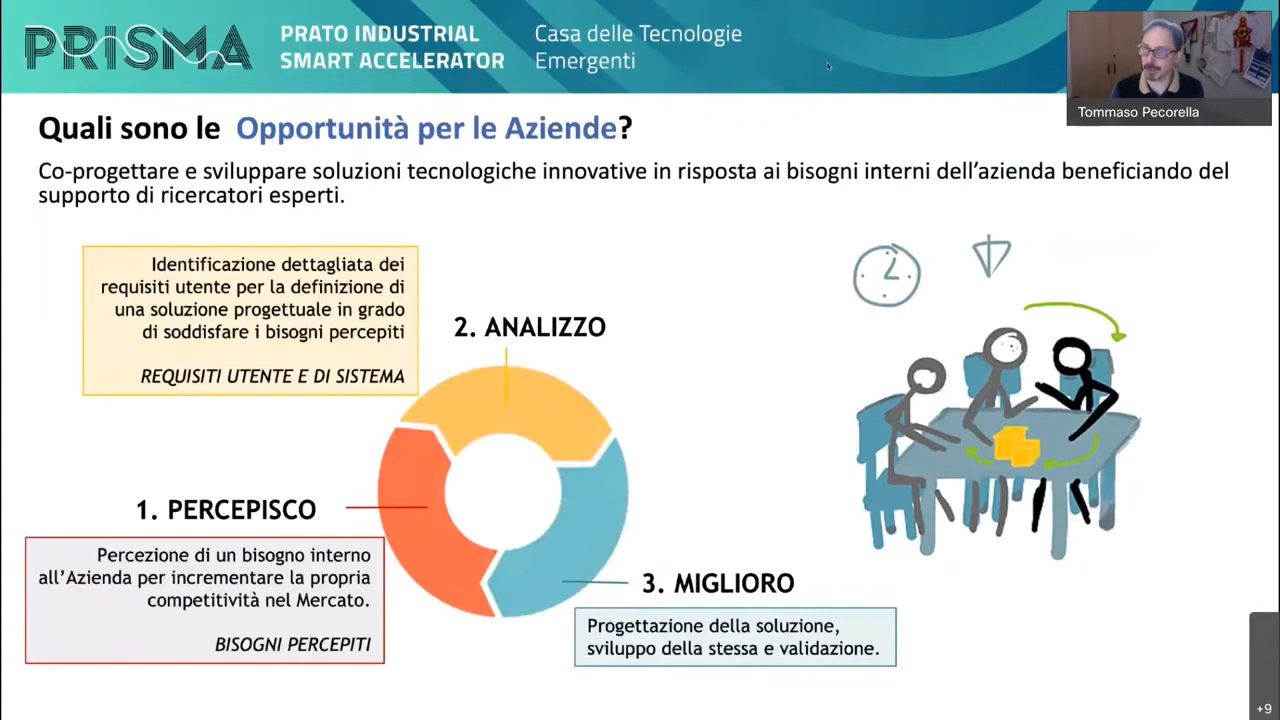 PRISMA
PRATO INDUSTRIAL
SMART ACCELERATOR
Casa delle Tecnologie
Emergenti
Tommaso Pecorella
Quali sono le Opportunità per le Aziende?
Co-progettare e sviluppare soluzioni tecnologiche innovative in risposta ai bisogni interni dell'azienda beneficiando del
supporto di ricercatori esperti.
Identificazione dettagliata dei
requisiti utente per la definizione di
una soluzione progettuale in grado
di soddisfare i bisogni percepiti
REQUISITI UTENTE E DI SISTEMA
2. ANALIZZO
1. PERCEPISCO
Percezione di un bisogno interno
all'Azienda per incrementare la propria
competitività nel Mercato.
BISOGNI PERCEPITI
3. MIGLIORO
Progettazione della soluzione,
sviluppo della stessa e validazione.
+9